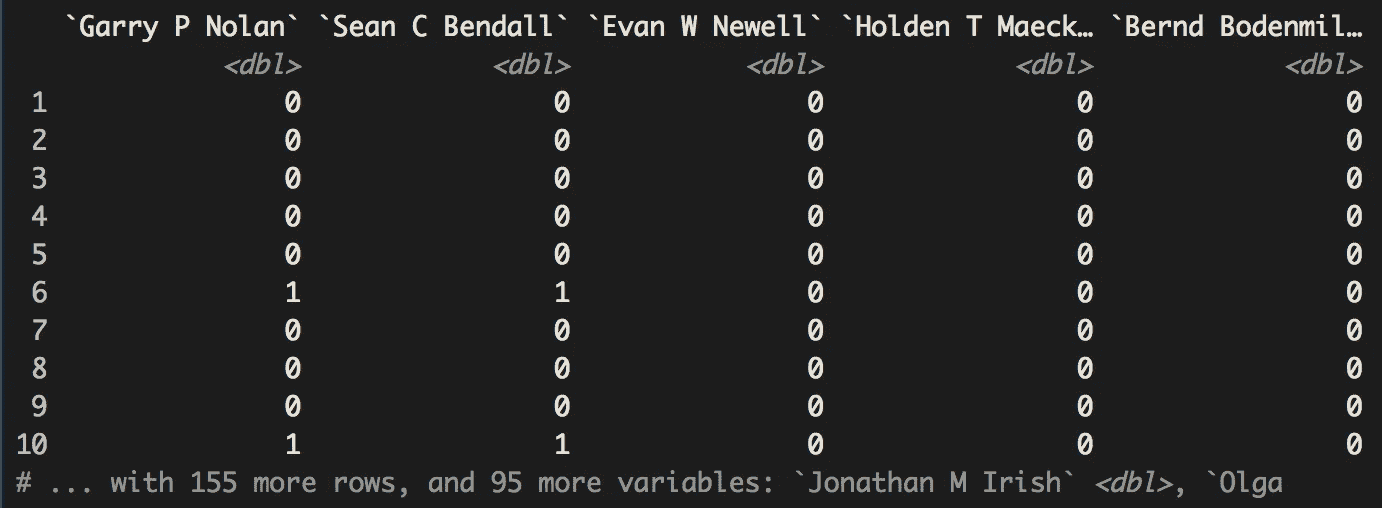 `Garry P Nolan` `Sean C Bendall` `Evan W Newell` `Holden T Maeck… `Bernd Bodenmil…
<dbl> <dbl> <dbl> <dbl> <dbl>
1 0 0 0 0 0
2 0 0 0 0 0
3 0 0 0 0 0
4 0 0 0 0 0
5 0 0 0 0 0
6 1 1 0 0 0
7 0 0 0 0 0
8 0 0 0 0 0
9 0 0 0 0 0
10 1 1 0 0 0
# ... with 155 more rows, and 95 more variables: `Jonathan M Irish` <dbl>, `Olga